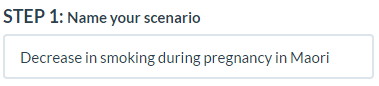 STEP 1: Name your scenario
Decrease in smoking during pregnancy in Maori